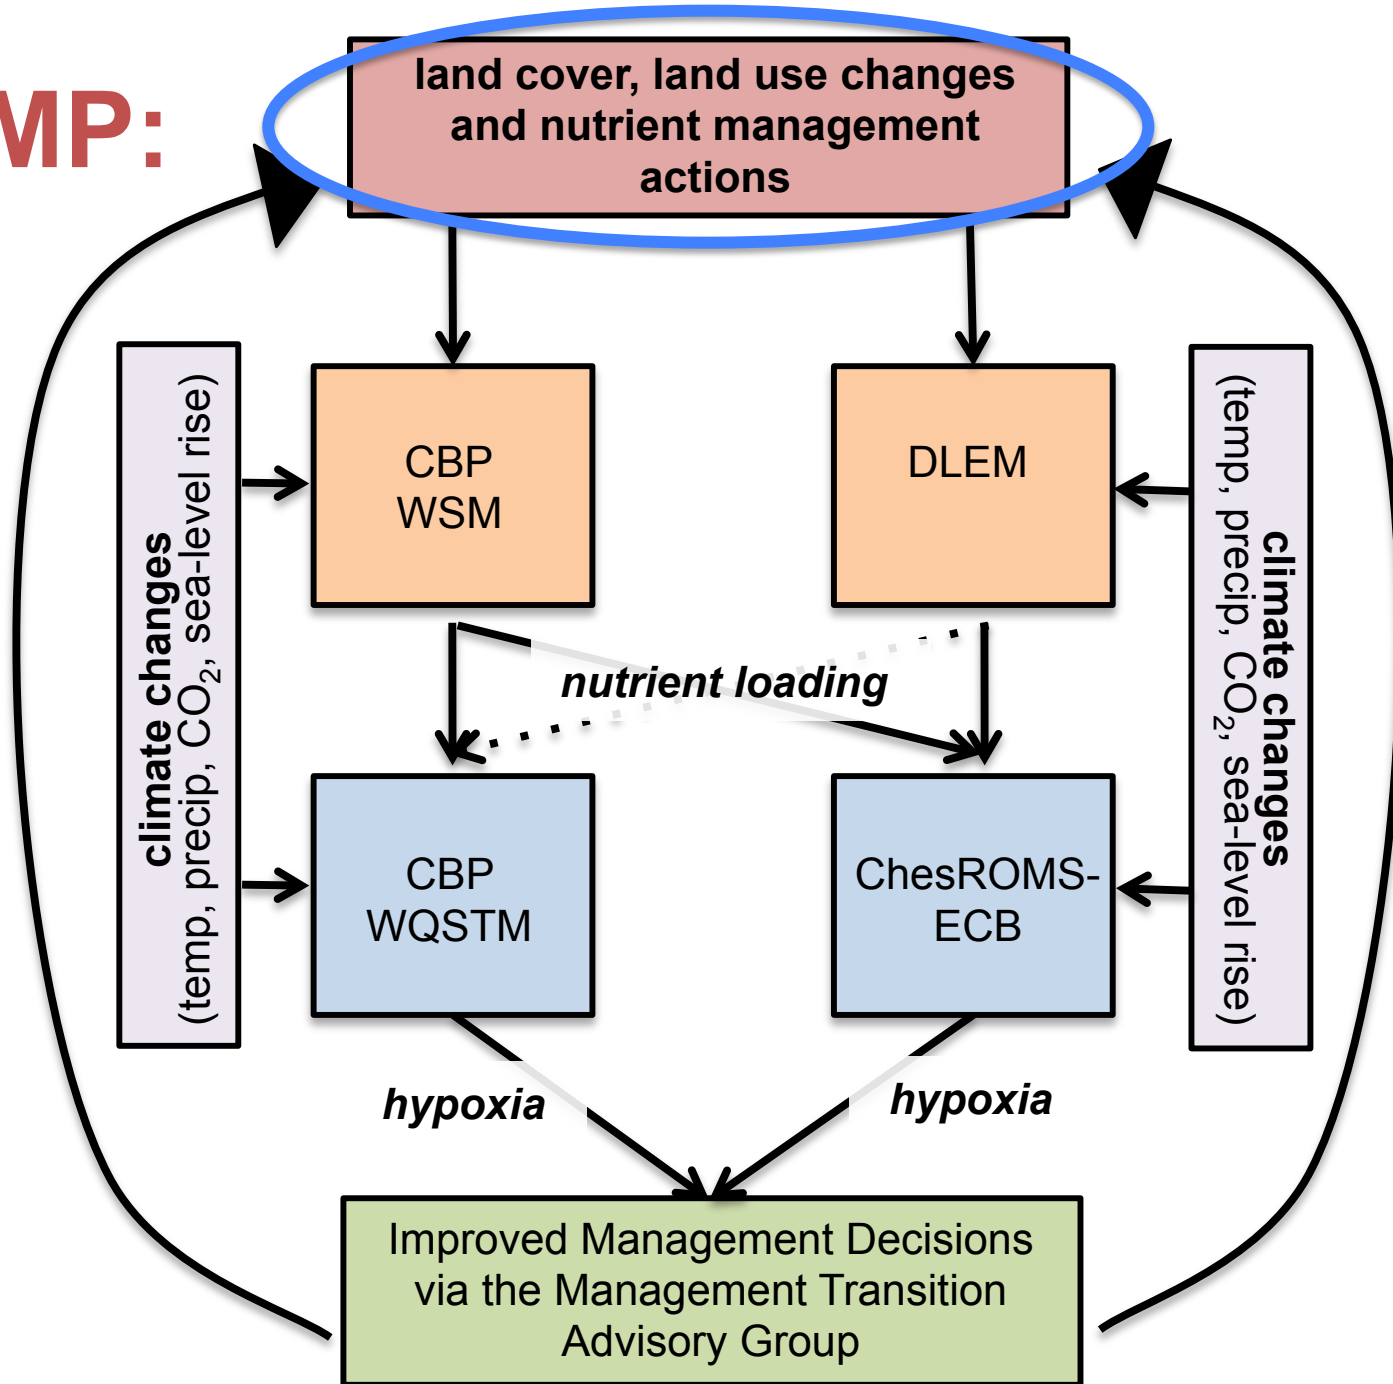 MP:
land cover, land use changes
and nutrient management
actions
climate changes
(temp, precip, CO₂, sea-level rise)
CBP
WSM
DLEM
climate changes
(temp, precip, CO₂, sea-level rise)
nutrient loading
CBP
WQSTM
ChesROMS-
ECB
hypoxia
hypoxia
Improved Management Decisions
via the Management Transition
Advisory Group